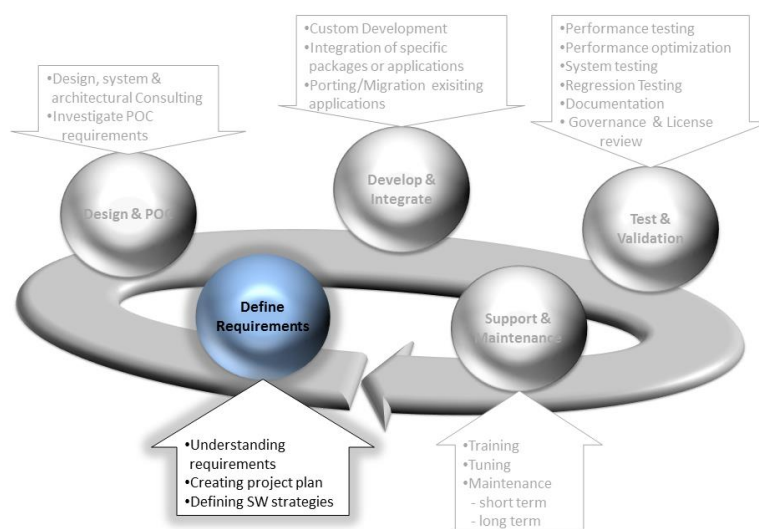 •Design, system &
architectural Consulting
•Investigate POC
requirements
•Custom Development
•Integration of specific
packages or applications
•Porting/Migration exisiting
applications
•Performance testing
•Performance optimization
•System testing
•Regression Testing
•Documentation
• Governance & License
review
Design & POC
Develop &
Integrate
Test &
Validation
Define
Requirements
Support &
Maintenance
•Understanding
requirements
•Creating project plan
•Defining SW strategies
•Training
•Tuning
•Maintenance
- short term
- long term